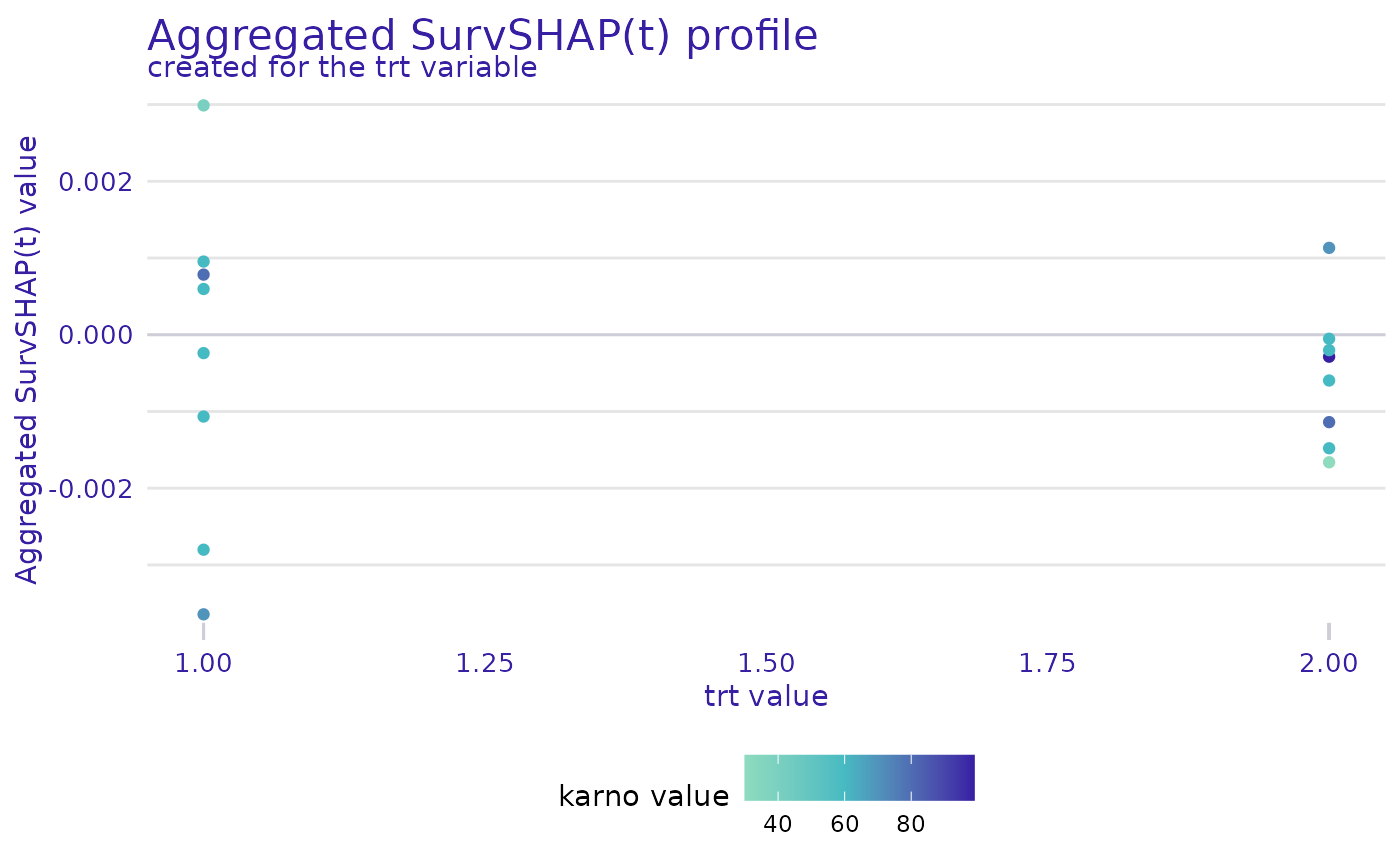 Aggregated SurvSHAP(t) profile
created for the trt variable
Aggregated SurvSHAP(t) value
0.002
0.000
-0.002
1.00 1.25 1.50 1.75 2.00
trt value
karno value
40 60 80